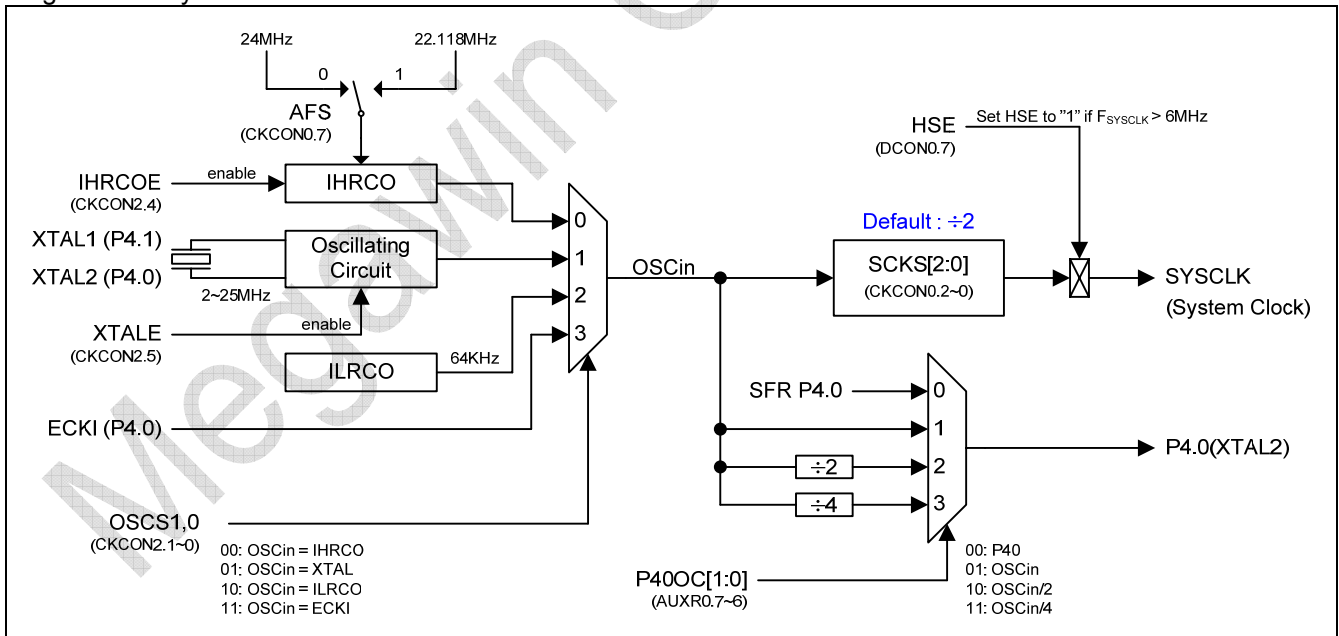 24MHz
22.118MHz
0
1
AFS
(CKCON0.7)
HSE
(DCON0.7)
Set HSE to "1" if FSYSCLK > 6MHz
IHRCOE
(CKCON2.4)
enable
IHRCO
XTAL1 (P4.1)
XTAL2 (P4.0)
2~25MHz
Oscillating
Circuit
XTALE
(CKCON2.5)
enable
ILRCO
64KHz
ECKI (P4.0)
0
1
2
3
OSCin
Default : ÷2
SCKS[2:0]
(CKCON0.2~0)
SYSCLK
(System Clock)
SFR P4.0
÷2
÷4
0
1
2
3
P4.0(XTAL2)
OSCS1,0
(CKCON2.1~0)
00: OSCin = IHRCO
01: OSCin = XTAL
10: OSCin = ILRCO
11: OSCin = ECKI
P40OC[1:0]
(AUXR0.7~6)
00: P40
01: OSCin
10: OSCin/2
11: OSCin/4
Megawin